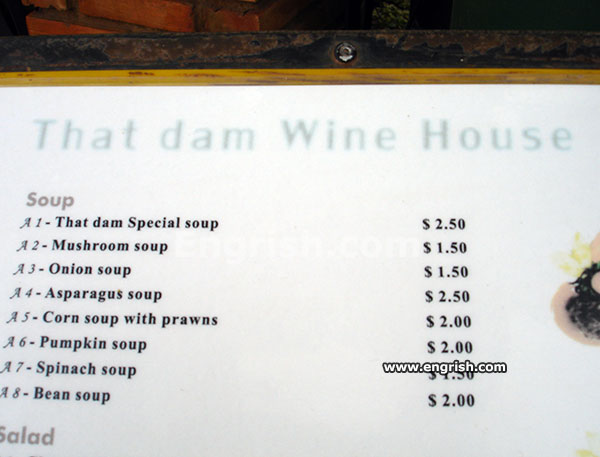 That dam Wine House
Soup
A 1 - That dam Special soup $ 2.50
A 2 - Mushroom soup $ 1.50
A 3 - Onion soup $ 1.50
A 4 - Asparagus soup $ 2.50
A 5 - Corn soup with prawns $ 2.00
A 6 - Pumpkin soup $ 2.00
A 7 - Spinach soup $ 1.50
A 8 - Bean soup $ 2.00
Salad
Engrish.com
www.engrish.com